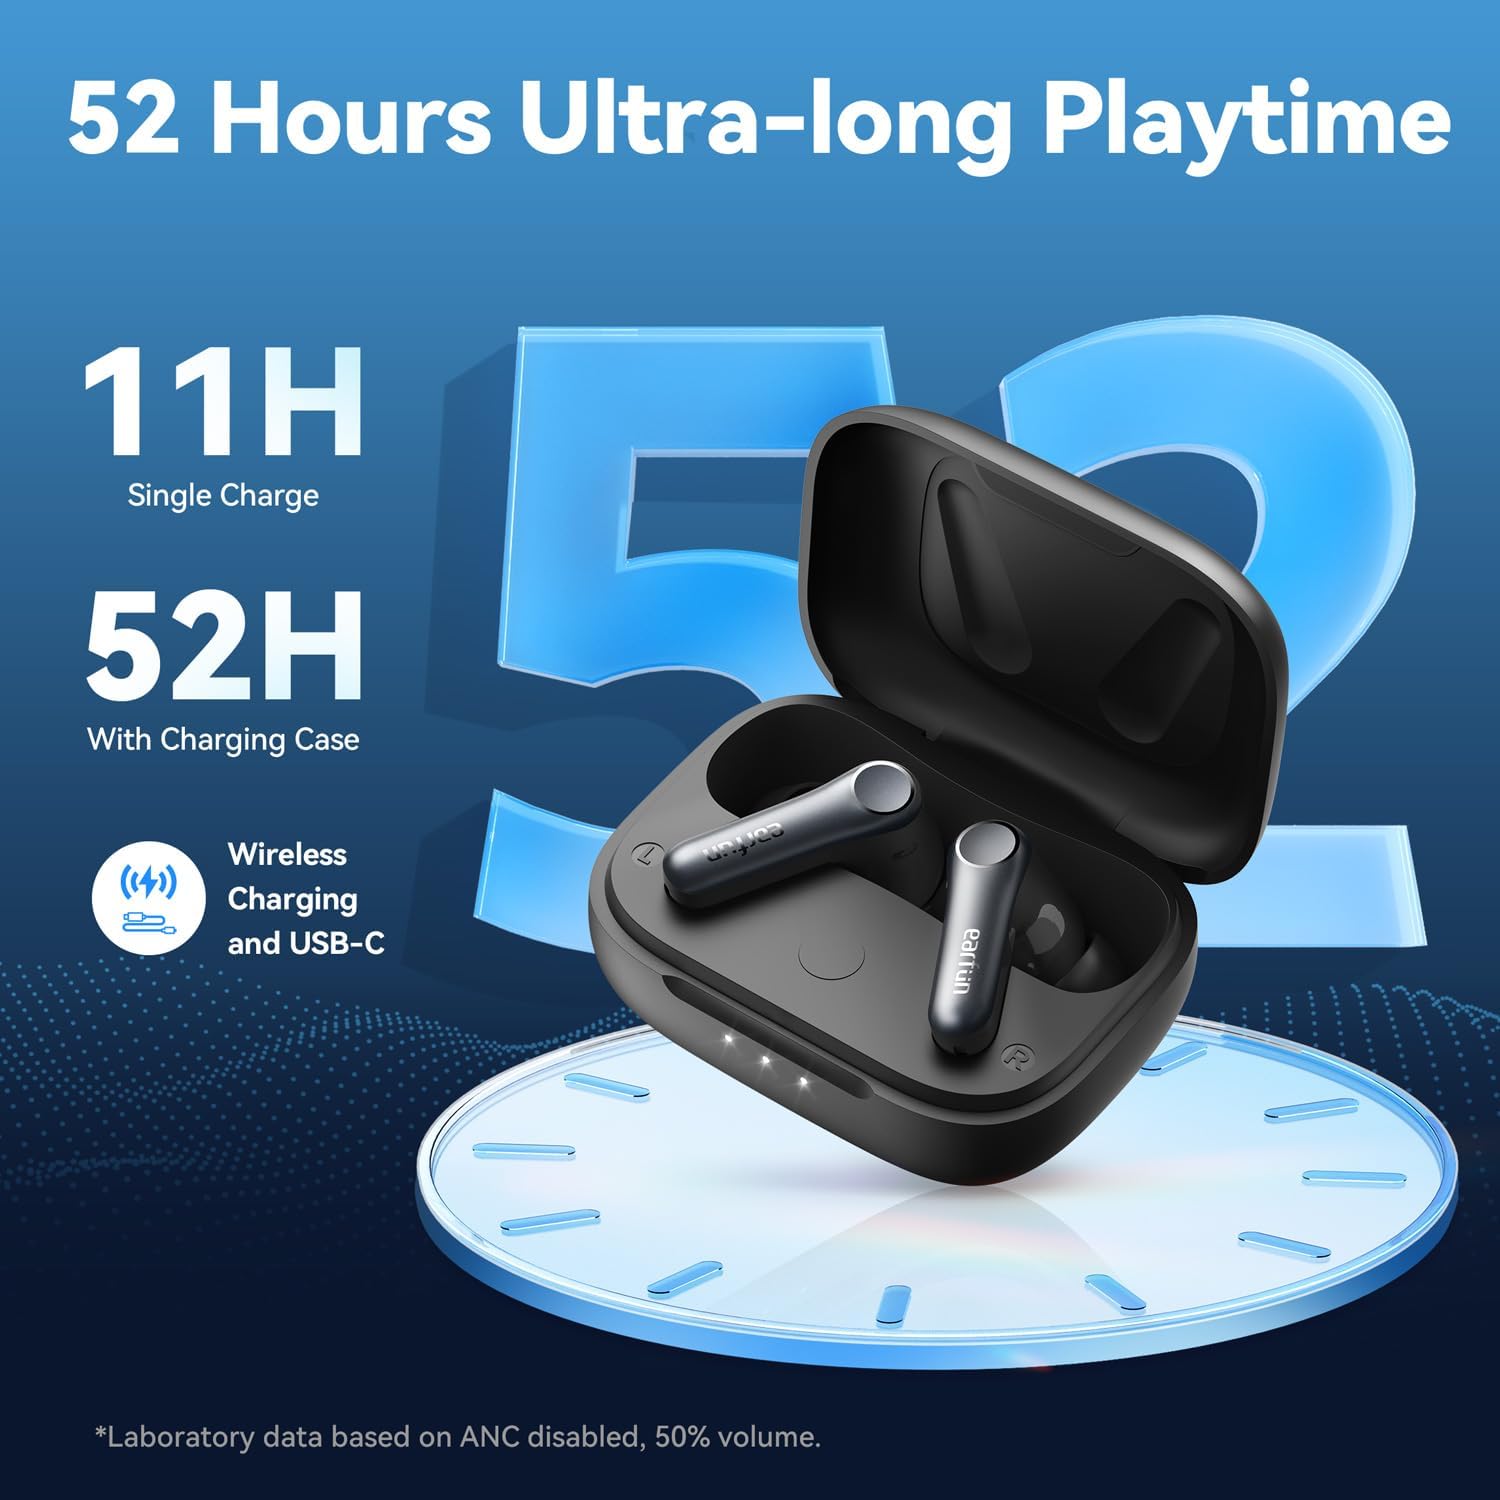 52 Hours Ultra-long Playtime
11H
Single Charge
52H
With Charging Case
Wireless
Charging
and USB-C
52
earfun
earfun
L
R
*Laboratory data based on ANC disabled, 50% volume.